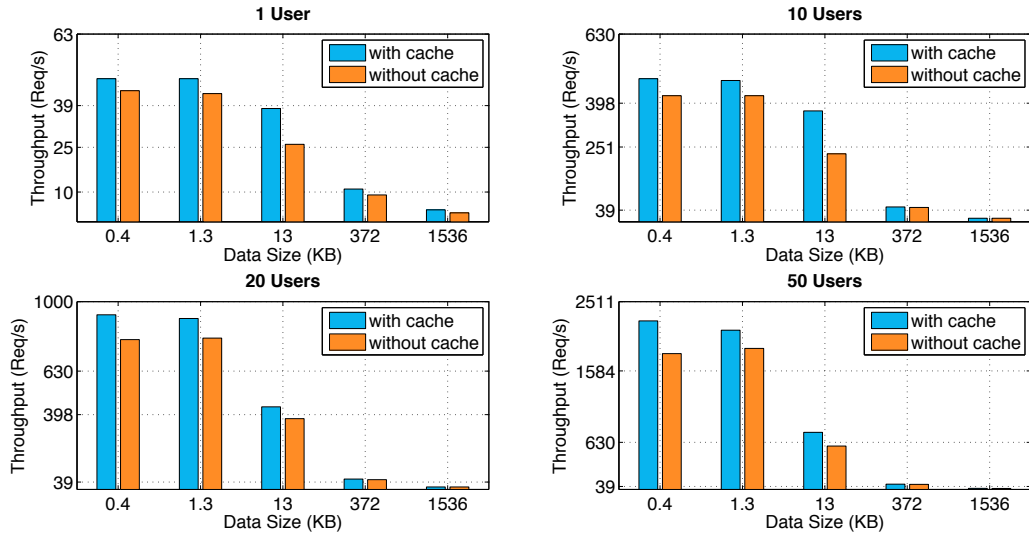 1 User
63
39
25
10
Throughput (Req/s)
with cache
without cache
0.4 1.3 13 372 1536
Data Size (KB)
10 Users
630
398
251
39
Throughput (Req/s)
with cache
without cache
0.4 1.3 13 372 1536
Data Size (KB)
20 Users
1000
630
398
39
Throughput (Req/s)
with cache
without cache
0.4 1.3 13 372 1536
Data Size (KB)
50 Users
2511
1584
630
39
Throughput (Req/s)
with cache
without cache
0.4 1.3 13 372 1536
Data Size (KB)